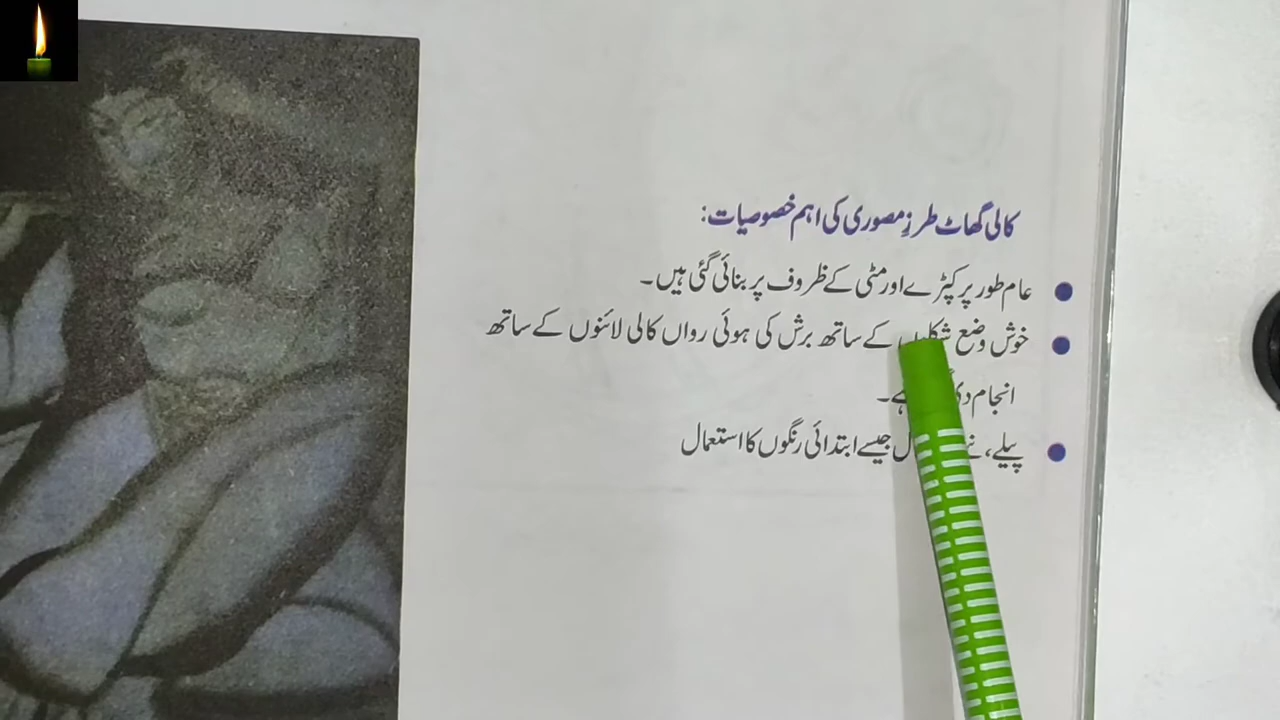 کالی گھاٹ طرزِ مصوری کی اہم خصوصیات:
عام طور پر کپڑے اور مٹی کے ظروف پر بنائی گئی ہیں۔
خوش وضع شکلوں کے ساتھ برش کی ہوئی رواں کالی لائنوں کے ساتھ
انجام ہے۔
پیلے، جیسے ابتدائی رنگوں کا استعمال